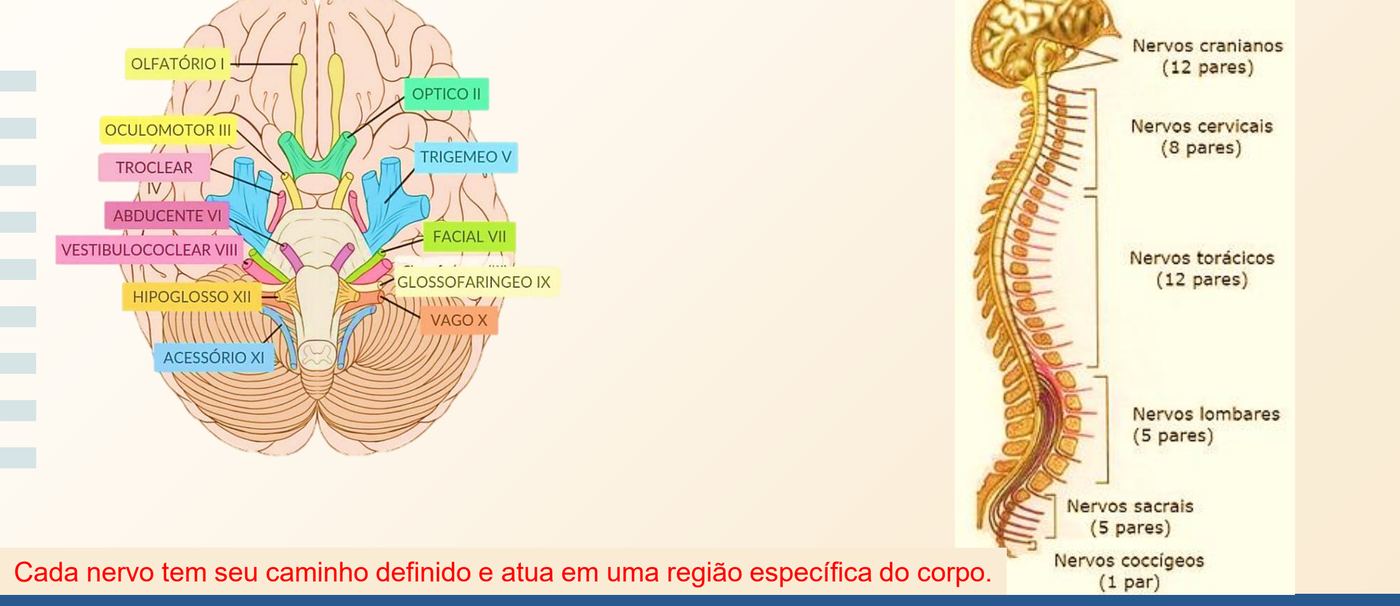 OLFATÓRIO I
OPTICO II
OCULOMOTOR III
TRIGEMEO V
TROCLEAR
IV
ABDUCENTE VI
FACIAL VII
VESTIBULOCOCLEAR VIII
GLOSSOFARINGEO IX
HIPOGLOSSO XII
VAGO X
ACESSÓRIO XI
Nervos cranianos
(12 pares)
Nervos cervicais
(8 pares)
Nervos torácicos
(12 pares)
Nervos lombares
(5 pares)
Nervos sacrais
(5 pares)
Nervos coccígeos
(1 par)
Cada nervo tem seu caminho definido e atua em uma região específica do corpo.